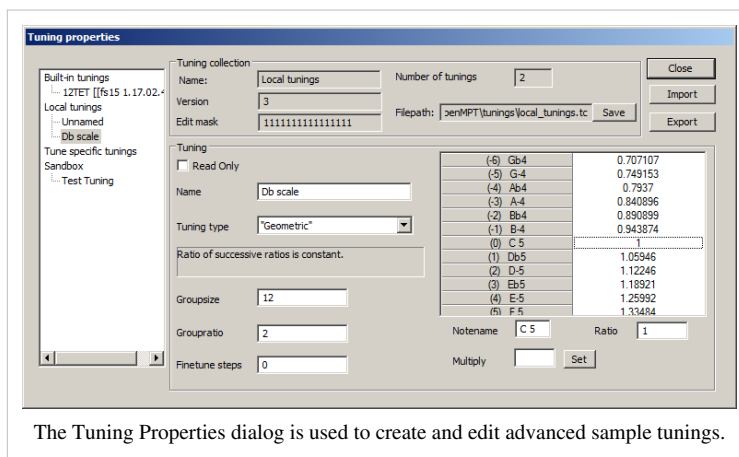 Tuning properties
Built-in tunings
12TET [[fs15 1.17.02.4
Local tunings
Unnamed
Db scale
Tune specific tunings
Sandbox
Test Tuning
Tuning collection
Name:
Local tunings
Number of tunings
2
Version
3
Edit mask
1111111111111111
Filepath:
penMPT\tunings\local_tunings.tc
Save
Close
Import
Export
Tuning
Read Only
Name
Db scale
Tuning type
"Geometric"
Ratio of successive ratios is constant.
Groupsize
12
Groupratio
2
Finetune steps
0
(-6) Gb4 0.707107
(-5) G-4 0.749153
(-4) Ab4 0.7937
(-3) A-4 0.840896
(-2) Bb4 0.890899
(-1) B-4 0.943874
(0) C 5 1
(1) Db5 1.05946
(2) D-5 1.12246
(3) Eb5 1.18921
(4) E-5 1.25992
(5) F 5 1.33484
Notename
C 5
Ratio
1
Multiply
Set
The Tuning Properties dialog is used to create and edit advanced sample tunings.